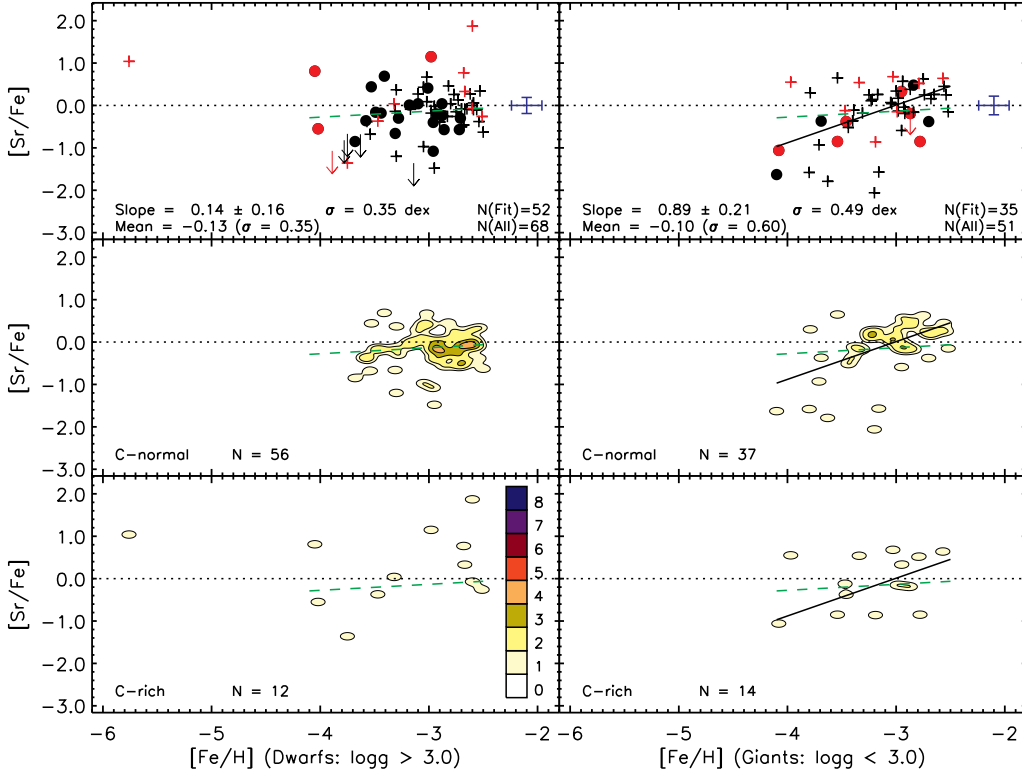 [Sr/Fe]
2.0
1.0
0.0
−1.0
−2.0
−3.0
Slope = 0.14 ± 0.16 σ = 0.35 dex N(Fit)=52
Mean = −0.13 (σ = 0.35) N(All)=68
Slope = 0.89 ± 0.21 σ = 0.49 dex N(Fit)=35
Mean = −0.10 (σ = 0.60) N(All)=51
[Sr/Fe]
2.0
1.0
0.0
−1.0
−2.0
−3.0
C-normal N = 56
C-normal N = 37
[Sr/Fe]
2.0
1.0
0.0
−1.0
−2.0
−3.0
C-rich N = 12
8
7
6
5
4
3
2
1
0
C-rich N = 14
−6 −5 −4 −3 −2
−6 −5 −4 −3 −2
[Fe/H] (Dwarfs: logg > 3.0)
[Fe/H] (Giants: logg < 3.0)